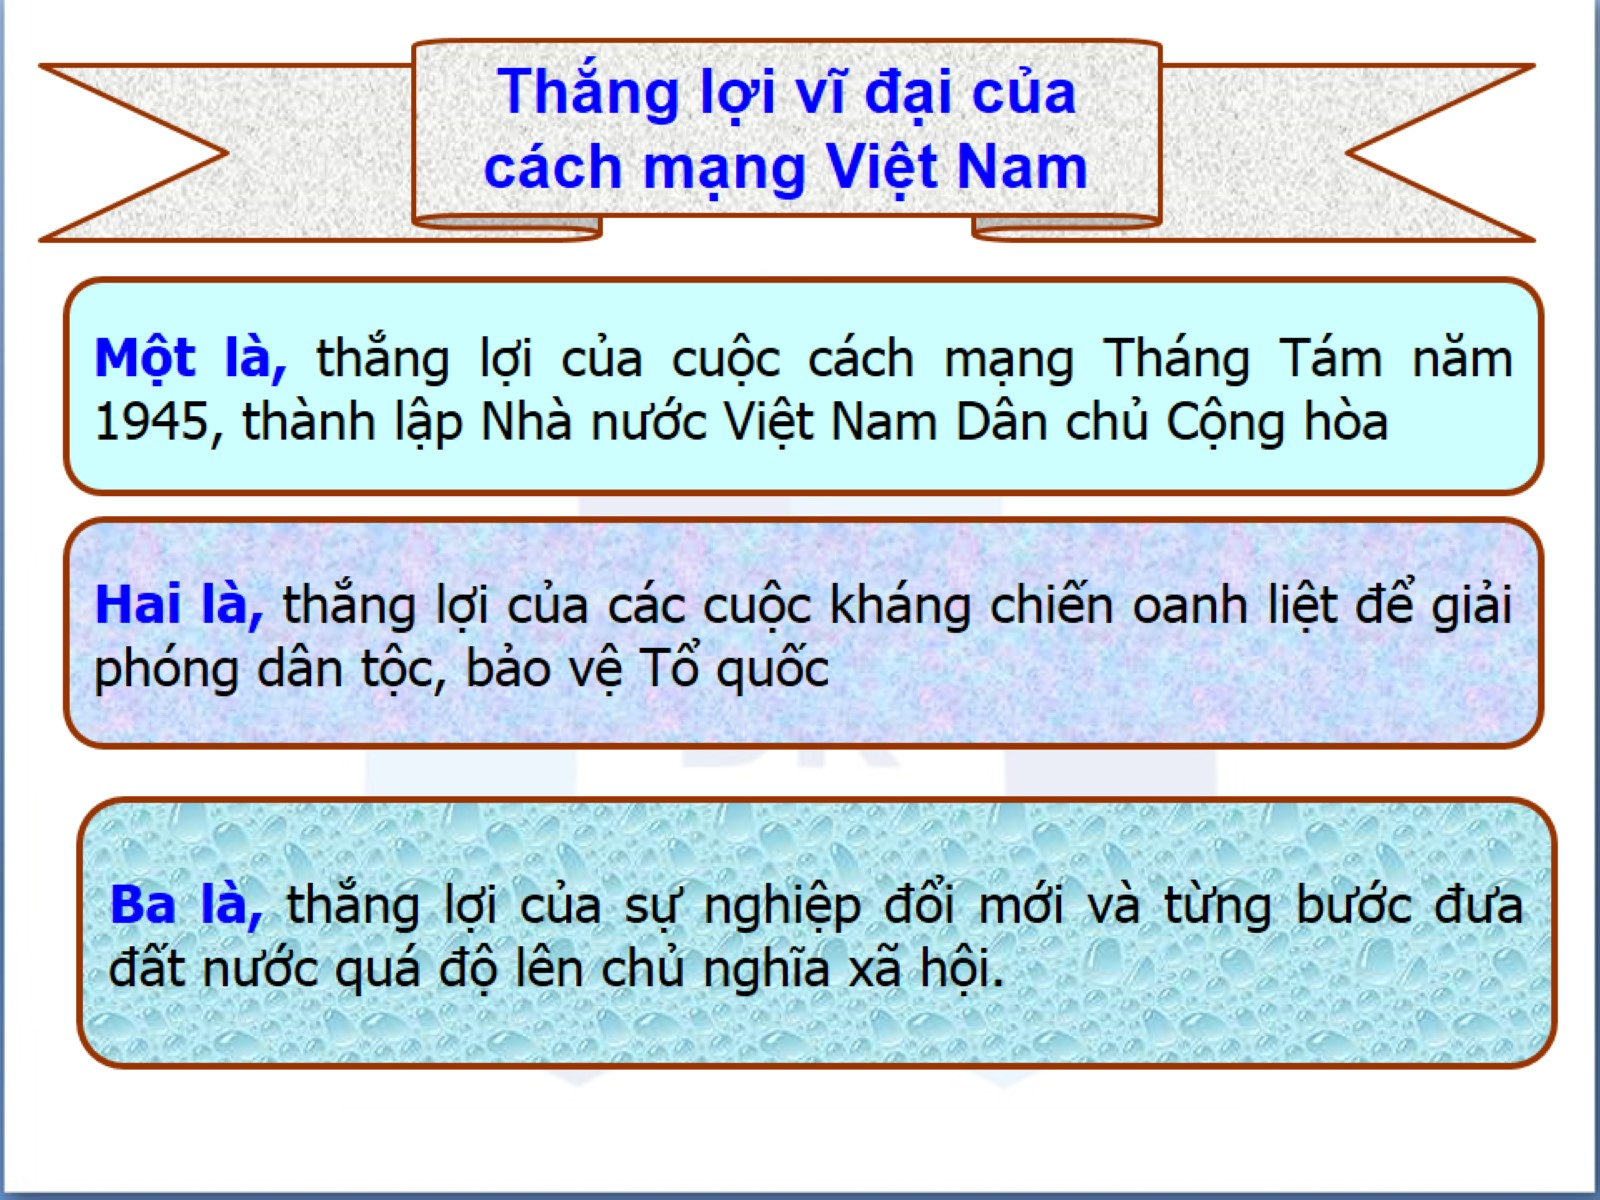 Thắng lợi vĩ đại của
cách mạng Việt Nam
Một là, thắng lợi của cuộc cách mạng Tháng Tám năm
1945, thành lập Nhà nước Việt Nam Dân chủ Cộng hòa
Hai là, thắng lợi của các cuộc kháng chiến oanh liệt để giải
phóng dân tộc, bảo vệ Tổ quốc
Ba là, thắng lợi của sự nghiệp đổi mới và từng bước đưa
đất nước quá độ lên chủ nghĩa xã hội.